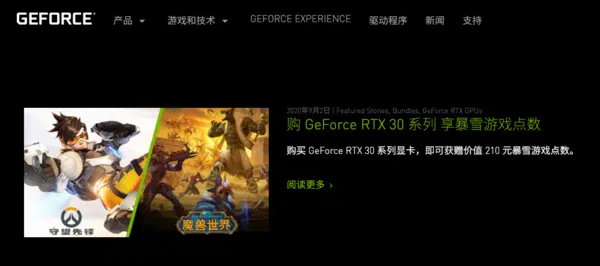 GEFORCE 产品 游戏和技术 GEFORCE EXPERIENCE 驱动程序 新闻 支持
2020年9月2日 | Featured Stories, Bundles, GeForce RTX GPUs
购 GeForce RTX 30 系列 享暴雪游戏点数
购买 GeForce RTX 30 系列显卡，即可获赠价值 210 元暴雪游戏点数。
阅读更多 >
守望先锋
魔兽世界